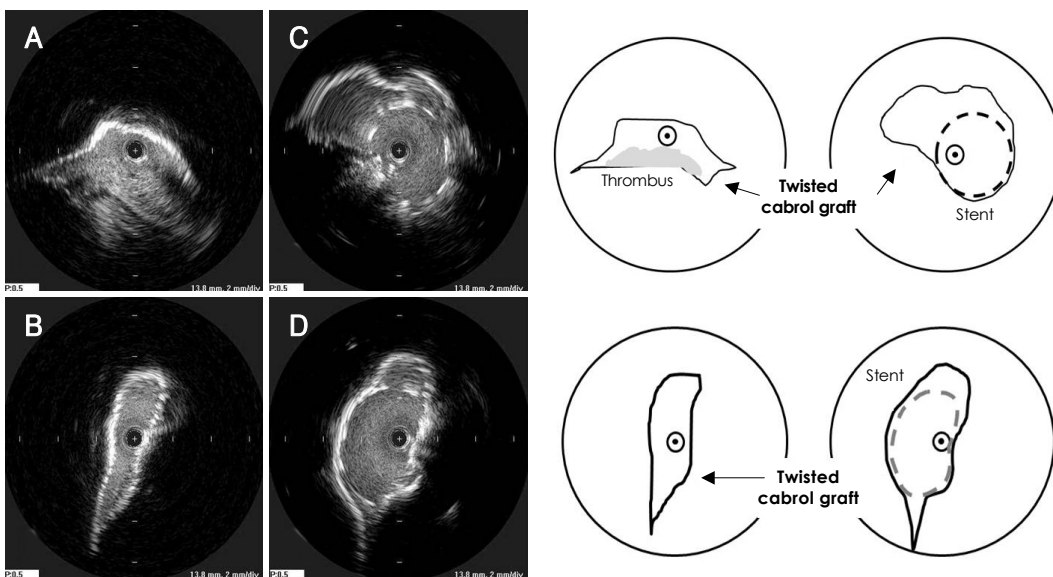 A
C
P:0.5
13.8 mm, 2 mm/div
P:0.5
13.8 mm, 2 mm/div
Thrombus
Twisted
cabrol graft
Stent
B
D
P:0.5
13.8 mm, 2 mm/div
P:0.5
13.8 mm, 2 mm/div
Stent
Twisted
cabrol graft